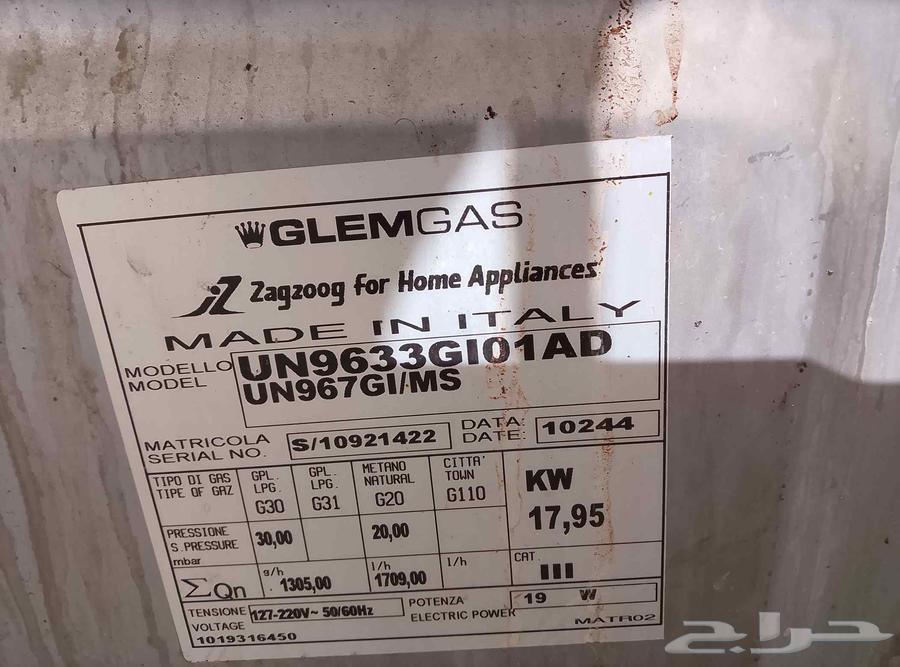 GLEMGAS
JZ Zagzoog for Home Appliances
MADE IN ITALY
MODELLO
MODEL
UN9633GI01AD
UN967GI/MS
MATRICOLA
SERIAL NO.
S/10921422
DATA:
DATE:
10244
TIPO DI GAS
TYPE OF GAZ
GPL.
LPG.
G30
GPL.
LPG.
G31
METANO
NATURAL
G20
CITTA'
TOWN
G110
KW
17,95
PRESSIONE
S.PRESSURE
mbar
30,00
20,00
ΣQn
g/h
1305,00
l/h
1709,00
l/h
CAT.
III
TENSIONE
VOLTAGE
127-220V~ 50/60Hz
POTENZA
ELECTRIC POWER
19 W
1019316450
MATR02
حراج